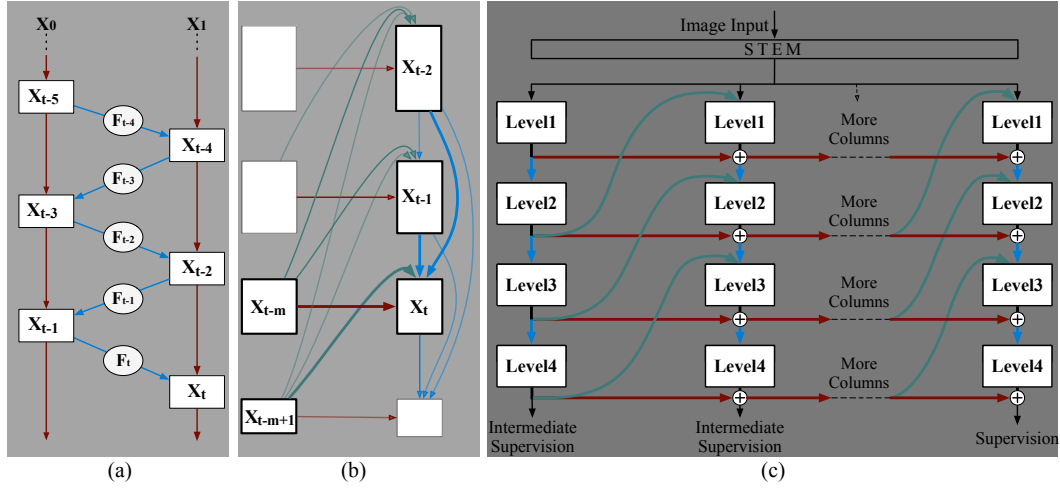 X0 X1
Xt-5
Ft-4
Xt-4
Ft-3
Xt-3
Ft-2
Xt-2
Ft-1
Xt-1
Ft
Xt
(a)
Xt-2
Xt-1
Xt-m
Xt
Xt-m+1
(b)
Image Input
STEM
Level1 Level1 More Columns Level1
Level2 Level2 More Columns Level2
Level3 Level3 More Columns Level3
Level4 Level4 More Columns Level4
Intermediate Supervision
Intermediate Supervision
Supervision
(c)